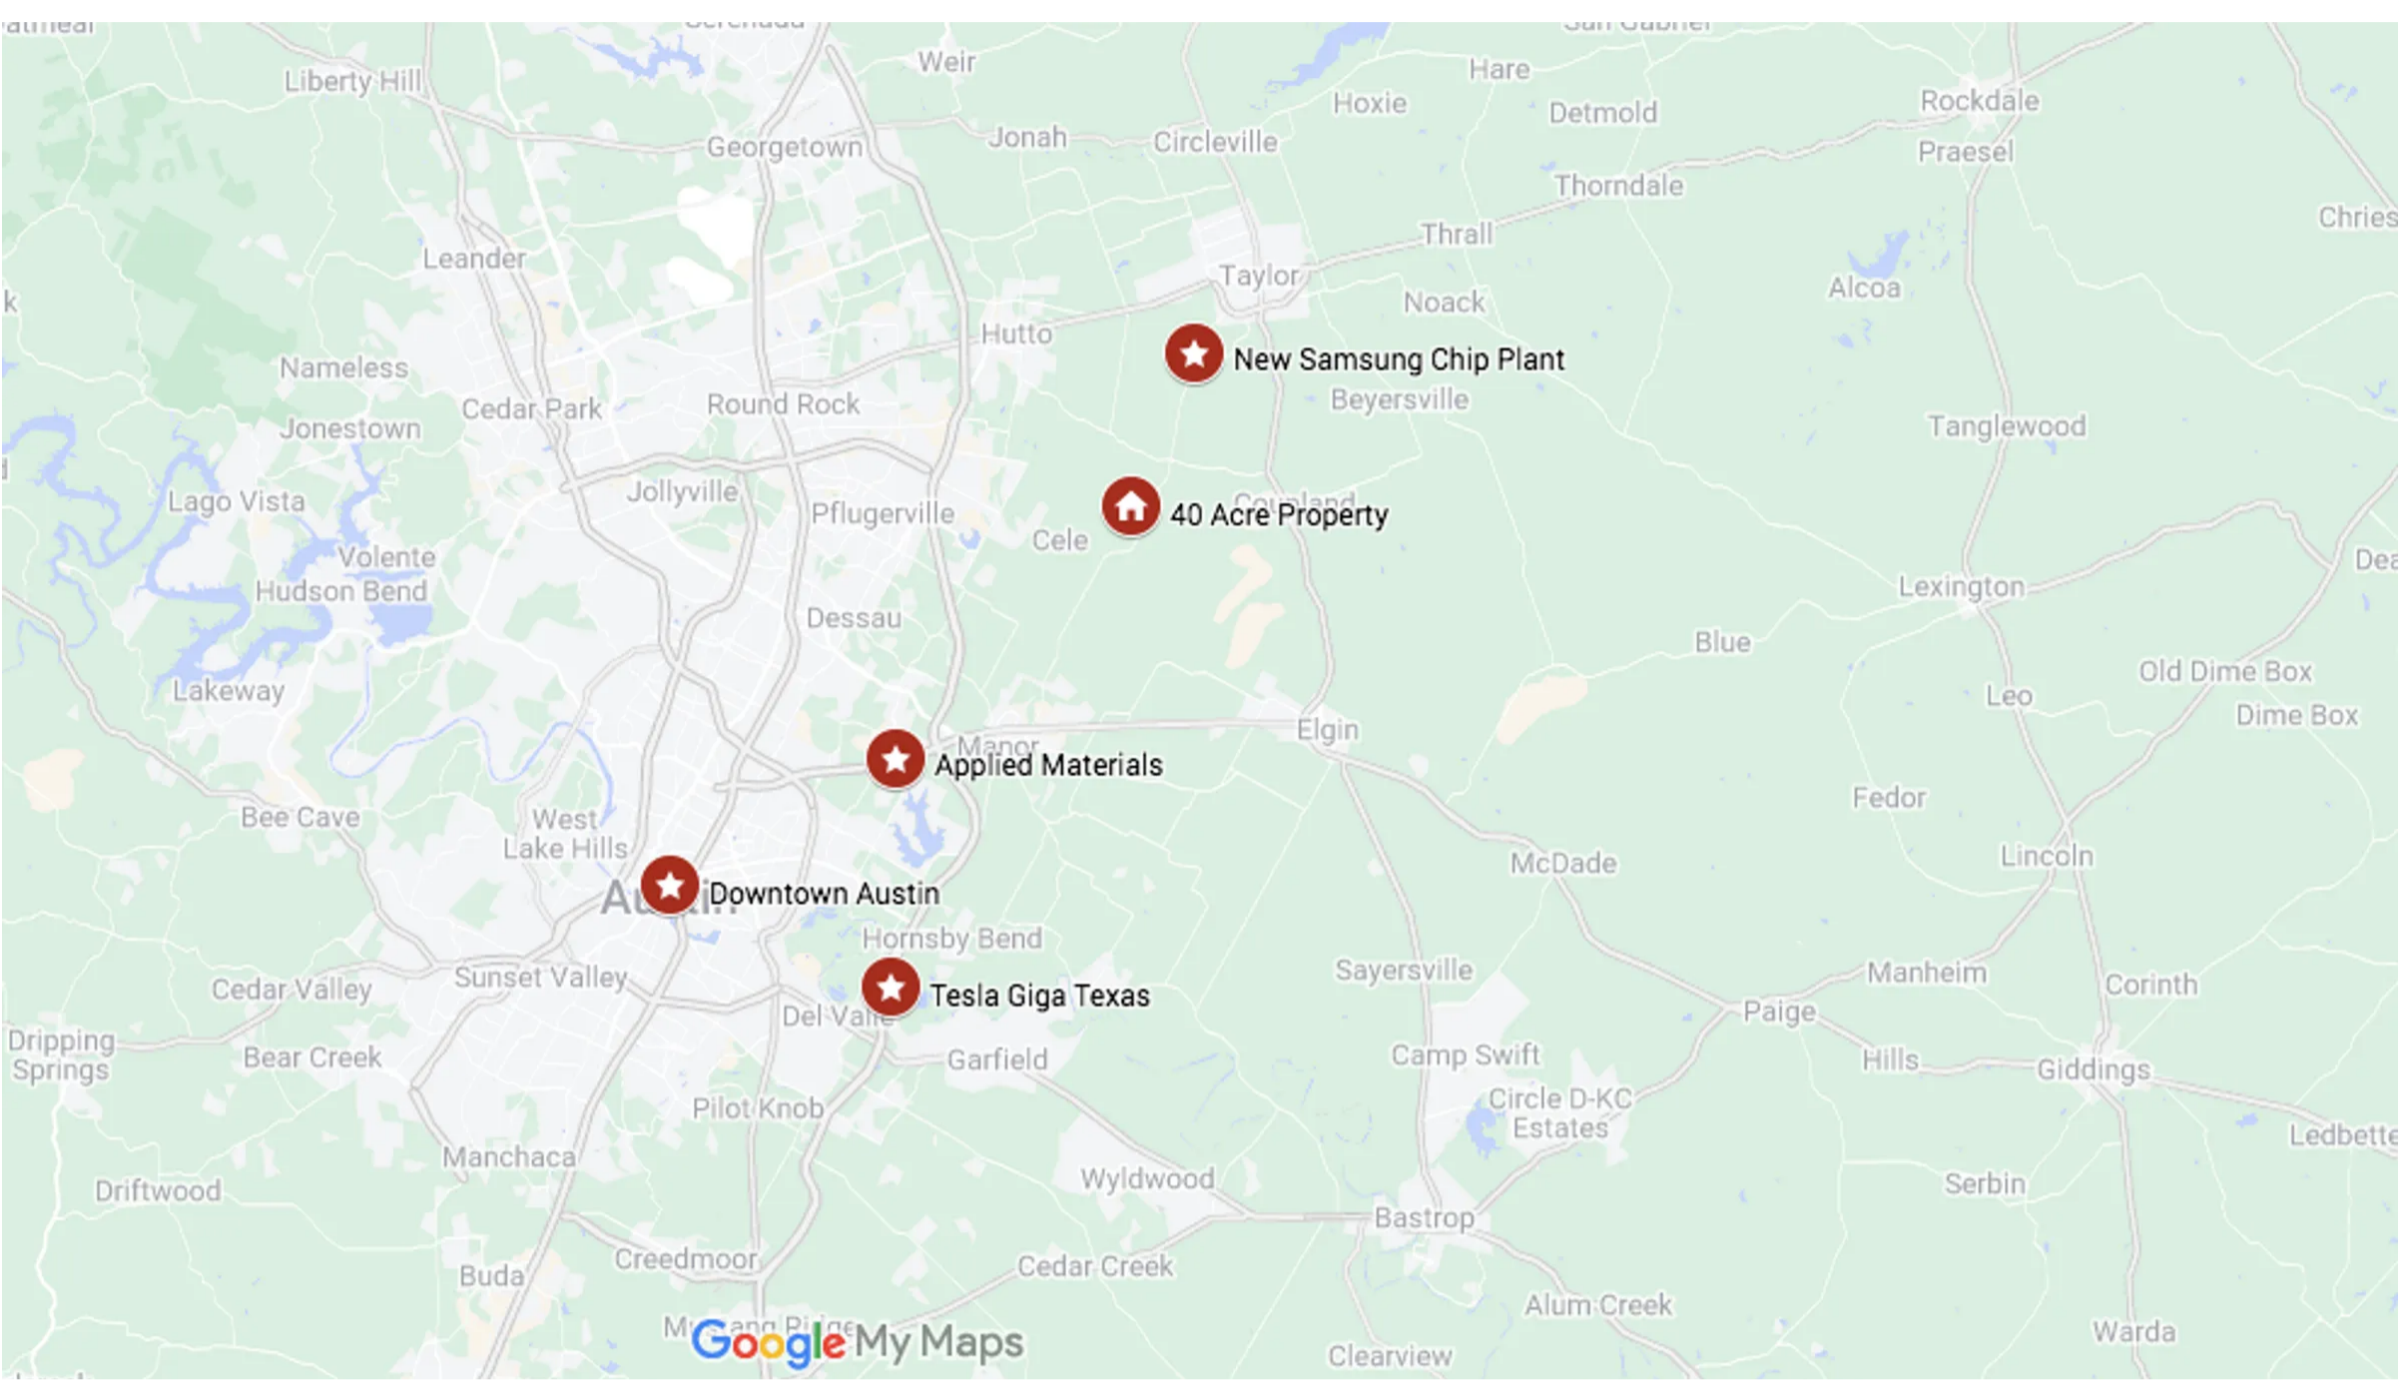 Weir
Liberty Hill
Hare
Hoxie
Detmold
Rockdale
Georgetown
Jonah
Circleville
Praesel
Thorndale
Chries
Thrall
Leander
Taylor
Alcoa
k
Noack
Hutto
New Samsung Chip Plant
Nameless
Beyersville
Cedar Park
Round Rock
Jonestown
Tanglewood
Jollyville
Lago Vista
Pflugerville
Coupland
40 Acre Property
Cele
Volente
Dea
Hudson Bend
Lexington
Dessau
Blue
Old Dime Box
Lakeway
Leo
Dime Box
Elgin
Manor
Applied Materials
Fedor
Bee Cave
West
Lake Hills
McDade
Lincoln
Downtown Austin
Hornsby Bend
Sayersville
Manheim
Sunset Valley
Corinth
Cedar Valley
Tesla Giga Texas
Del Valle
Paige
Dripping
Springs
Bear Creek
Garfield
Camp Swift
Hills
Giddings
Circle D-KC
Estates
Pilot Knob
Ledbette
Manchaca
Wyldwood
Driftwood
Serbin
Bastrop
Creedmoor
Cedar Creek
Buda
Alum Creek
Google My Maps
Warda
Clearview